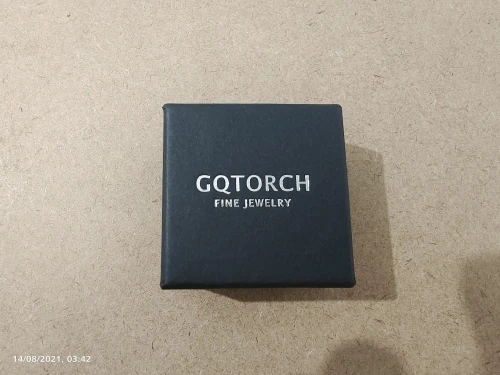 GQTORCH
FINE JEWELRY
14/08/2021, 03:42